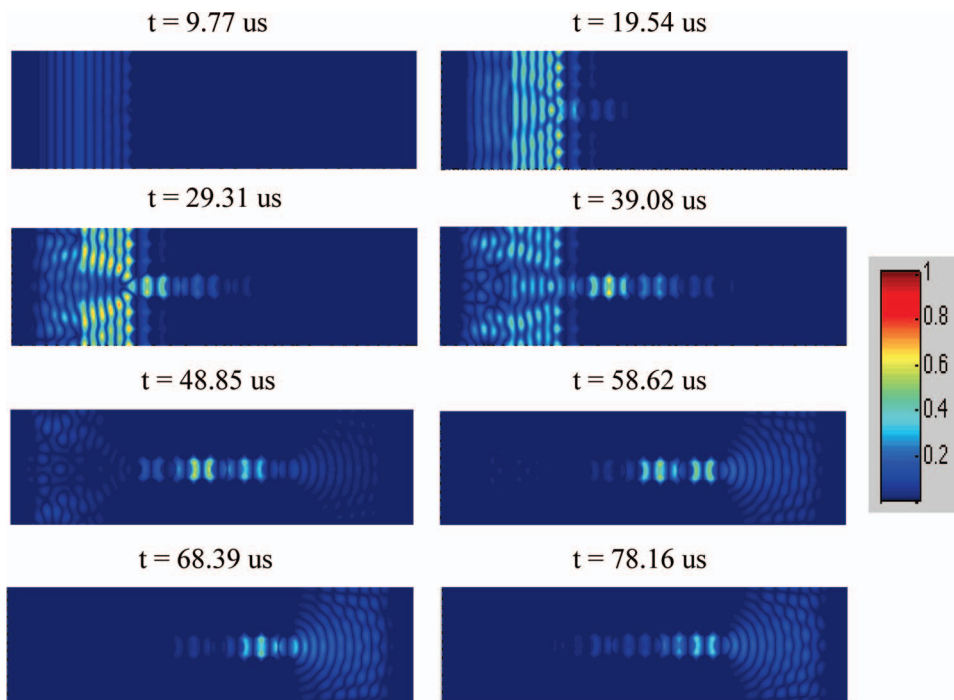 t = 9.77 us
t = 19.54 us
t = 29.31 us
t = 39.08 us
1
0.8
0.6
0.4
0.2
t = 48.85 us
t = 58.62 us
t = 68.39 us
t = 78.16 us